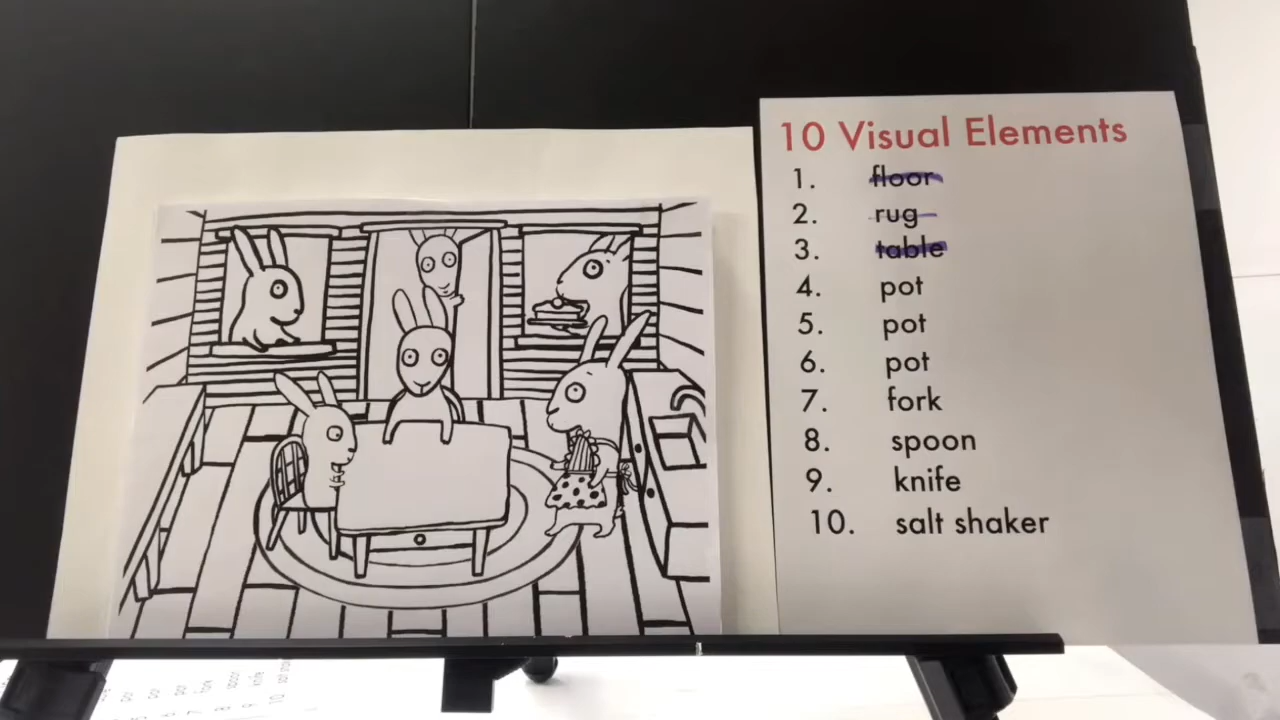 10 Visual Elements
1. floor
2. rug
3. table
4. pot
5. pot
6. pot
7. fork
8. spoon
9. knife
10. salt shaker